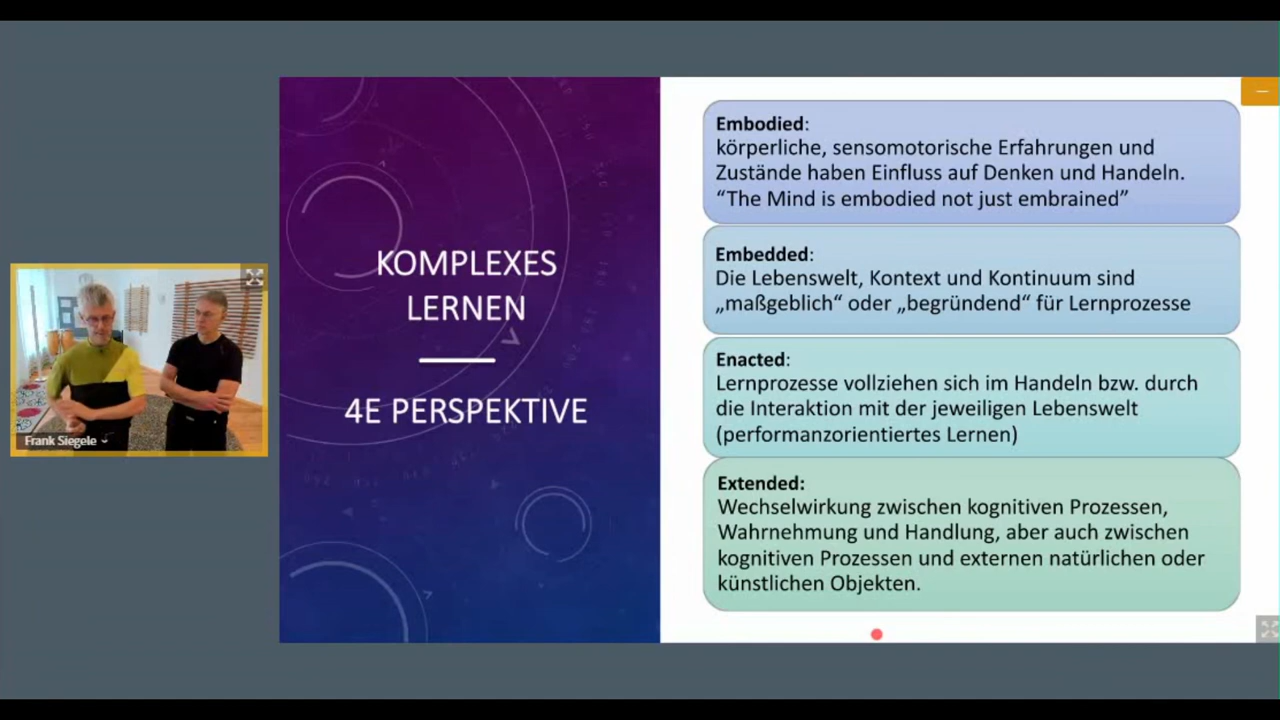 KOMPLEXES
LERNEN
4E PERSPEKTIVE
Embodied:
körperliche, sensomotorische Erfahrungen und
Zustände haben Einfluss auf Denken und Handeln.
“The Mind is embodied not just embrained”
Embedded:
Die Lebenswelt, Kontext und Kontinuum sind
„maßgeblich“ oder „begründend“ für Lernprozesse
Enacted:
Lernprozesse vollziehen sich im Handeln bzw. durch
die Interaktion mit der jeweiligen Lebenswelt
(performanzorientiertes Lernen)
Extended:
Wechselwirkung zwischen kognitiven Prozessen,
Wahrnehmung und Handlung, aber auch zwischen
kognitiven Prozessen und externen natürlichen oder
künstlichen Objekten.
Frank Siegele